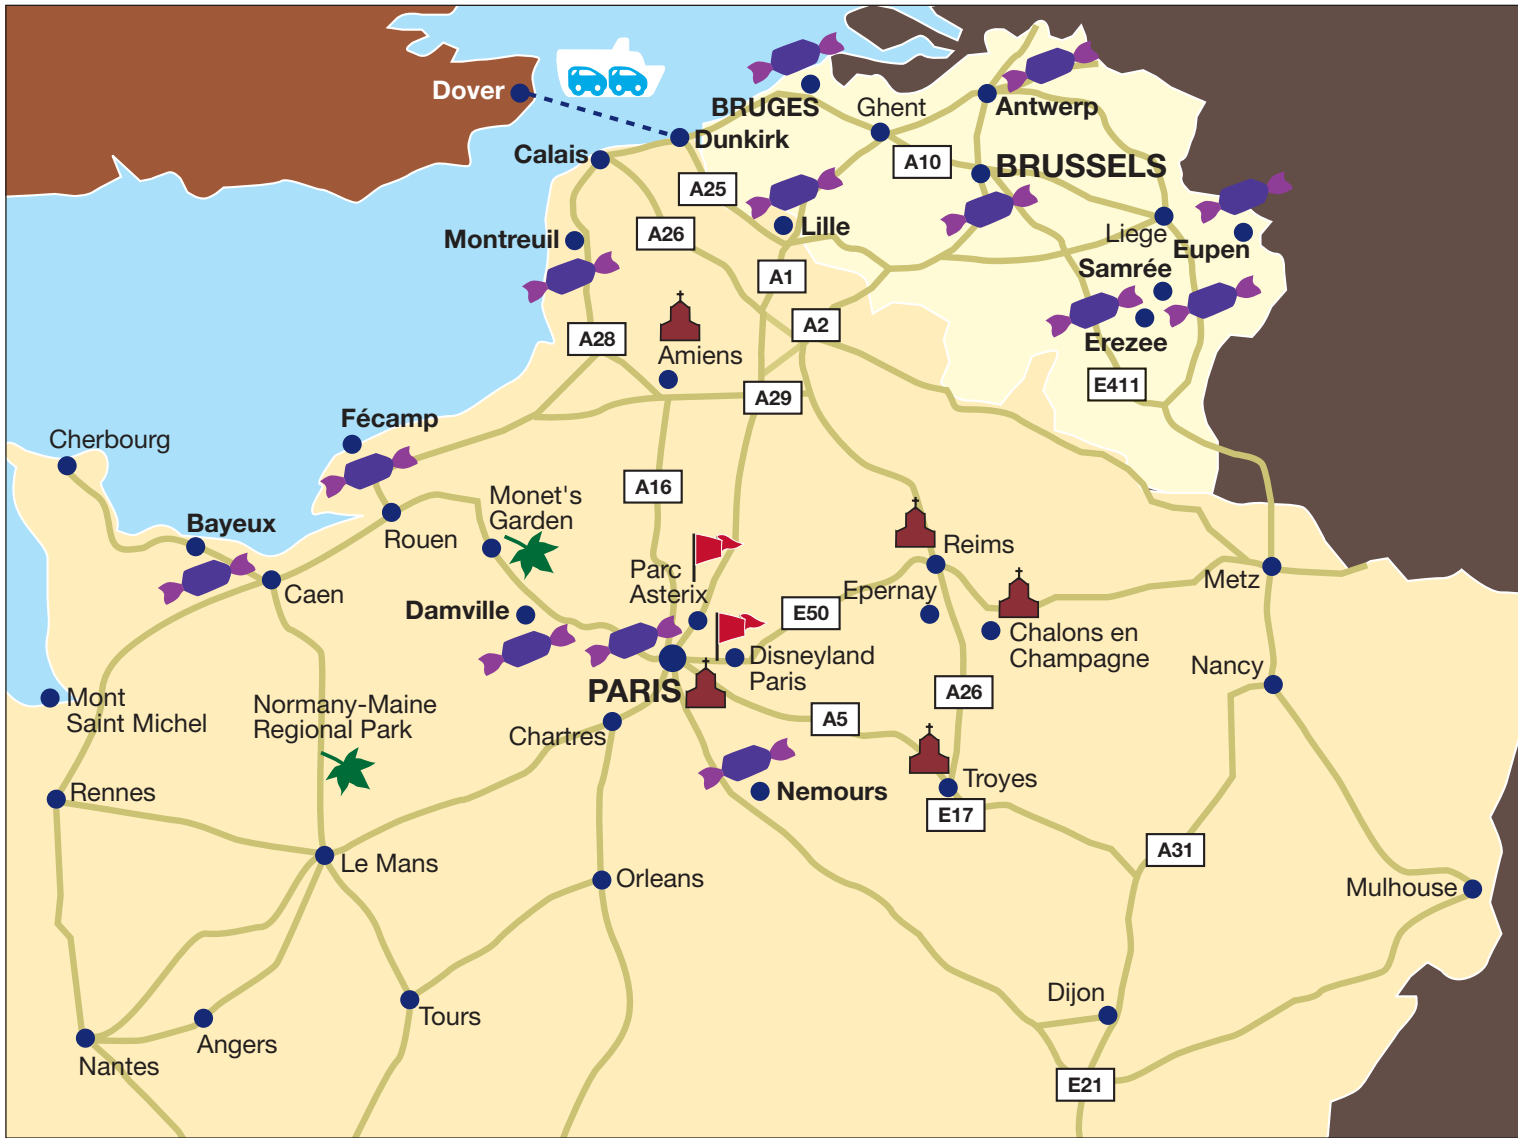 Dover
BRUGES
Ghent
Antwerp
Dunkirk
Calais
A10
BRUSSELS
A25
Lille
A26
Montreuil
Liege
Eupen
A1
Samrée
A2
A28
Erezee
Amiens
E411
A29
Fécamp
Cherbourg
A16
Monet's
Garden
Bayeux
Rouen
Reims
Parc
Asterix
Metz
Caen
Epernay
Damville
E50
Chalons en
Champagne
Disneyland
Paris
Nancy
PARIS
A26
Mont
Saint Michel
Normany-Maine
Regional Park
A5
Chartres
Rennes
Nemours
Troyes
E17
A31
Le Mans
Orleans
Mulhouse
Dijon
Tours
Angers
Nantes
E21